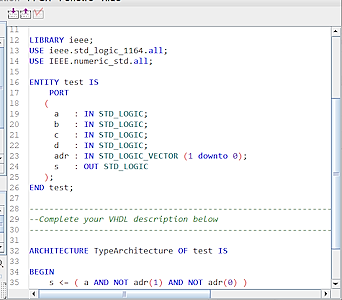 11
12 LIBRARY ieee;
13 USE ieee.std_logic_1164.all;
14 USE IEEE.numeric_std.all;
15
16 ENTITY test IS
17 PORT
18 (
19 a : IN STD_LOGIC;
20 b : IN STD_LOGIC;
21 c : IN STD_LOGIC;
22 d : IN STD_LOGIC;
23 adr : IN STD_LOGIC_VECTOR (1 downto 0);
24 s : OUT STD_LOGIC
25 );
26 END test;
27
28 --------------------------------------------------
29 --Complete your VHDL description below
30 --------------------------------------------------
31
32 ARCHITECTURE TypeArchitecture OF test IS
33
34 BEGIN
35 s <= ( a AND NOT adr(1) AND NOT adr(0) )